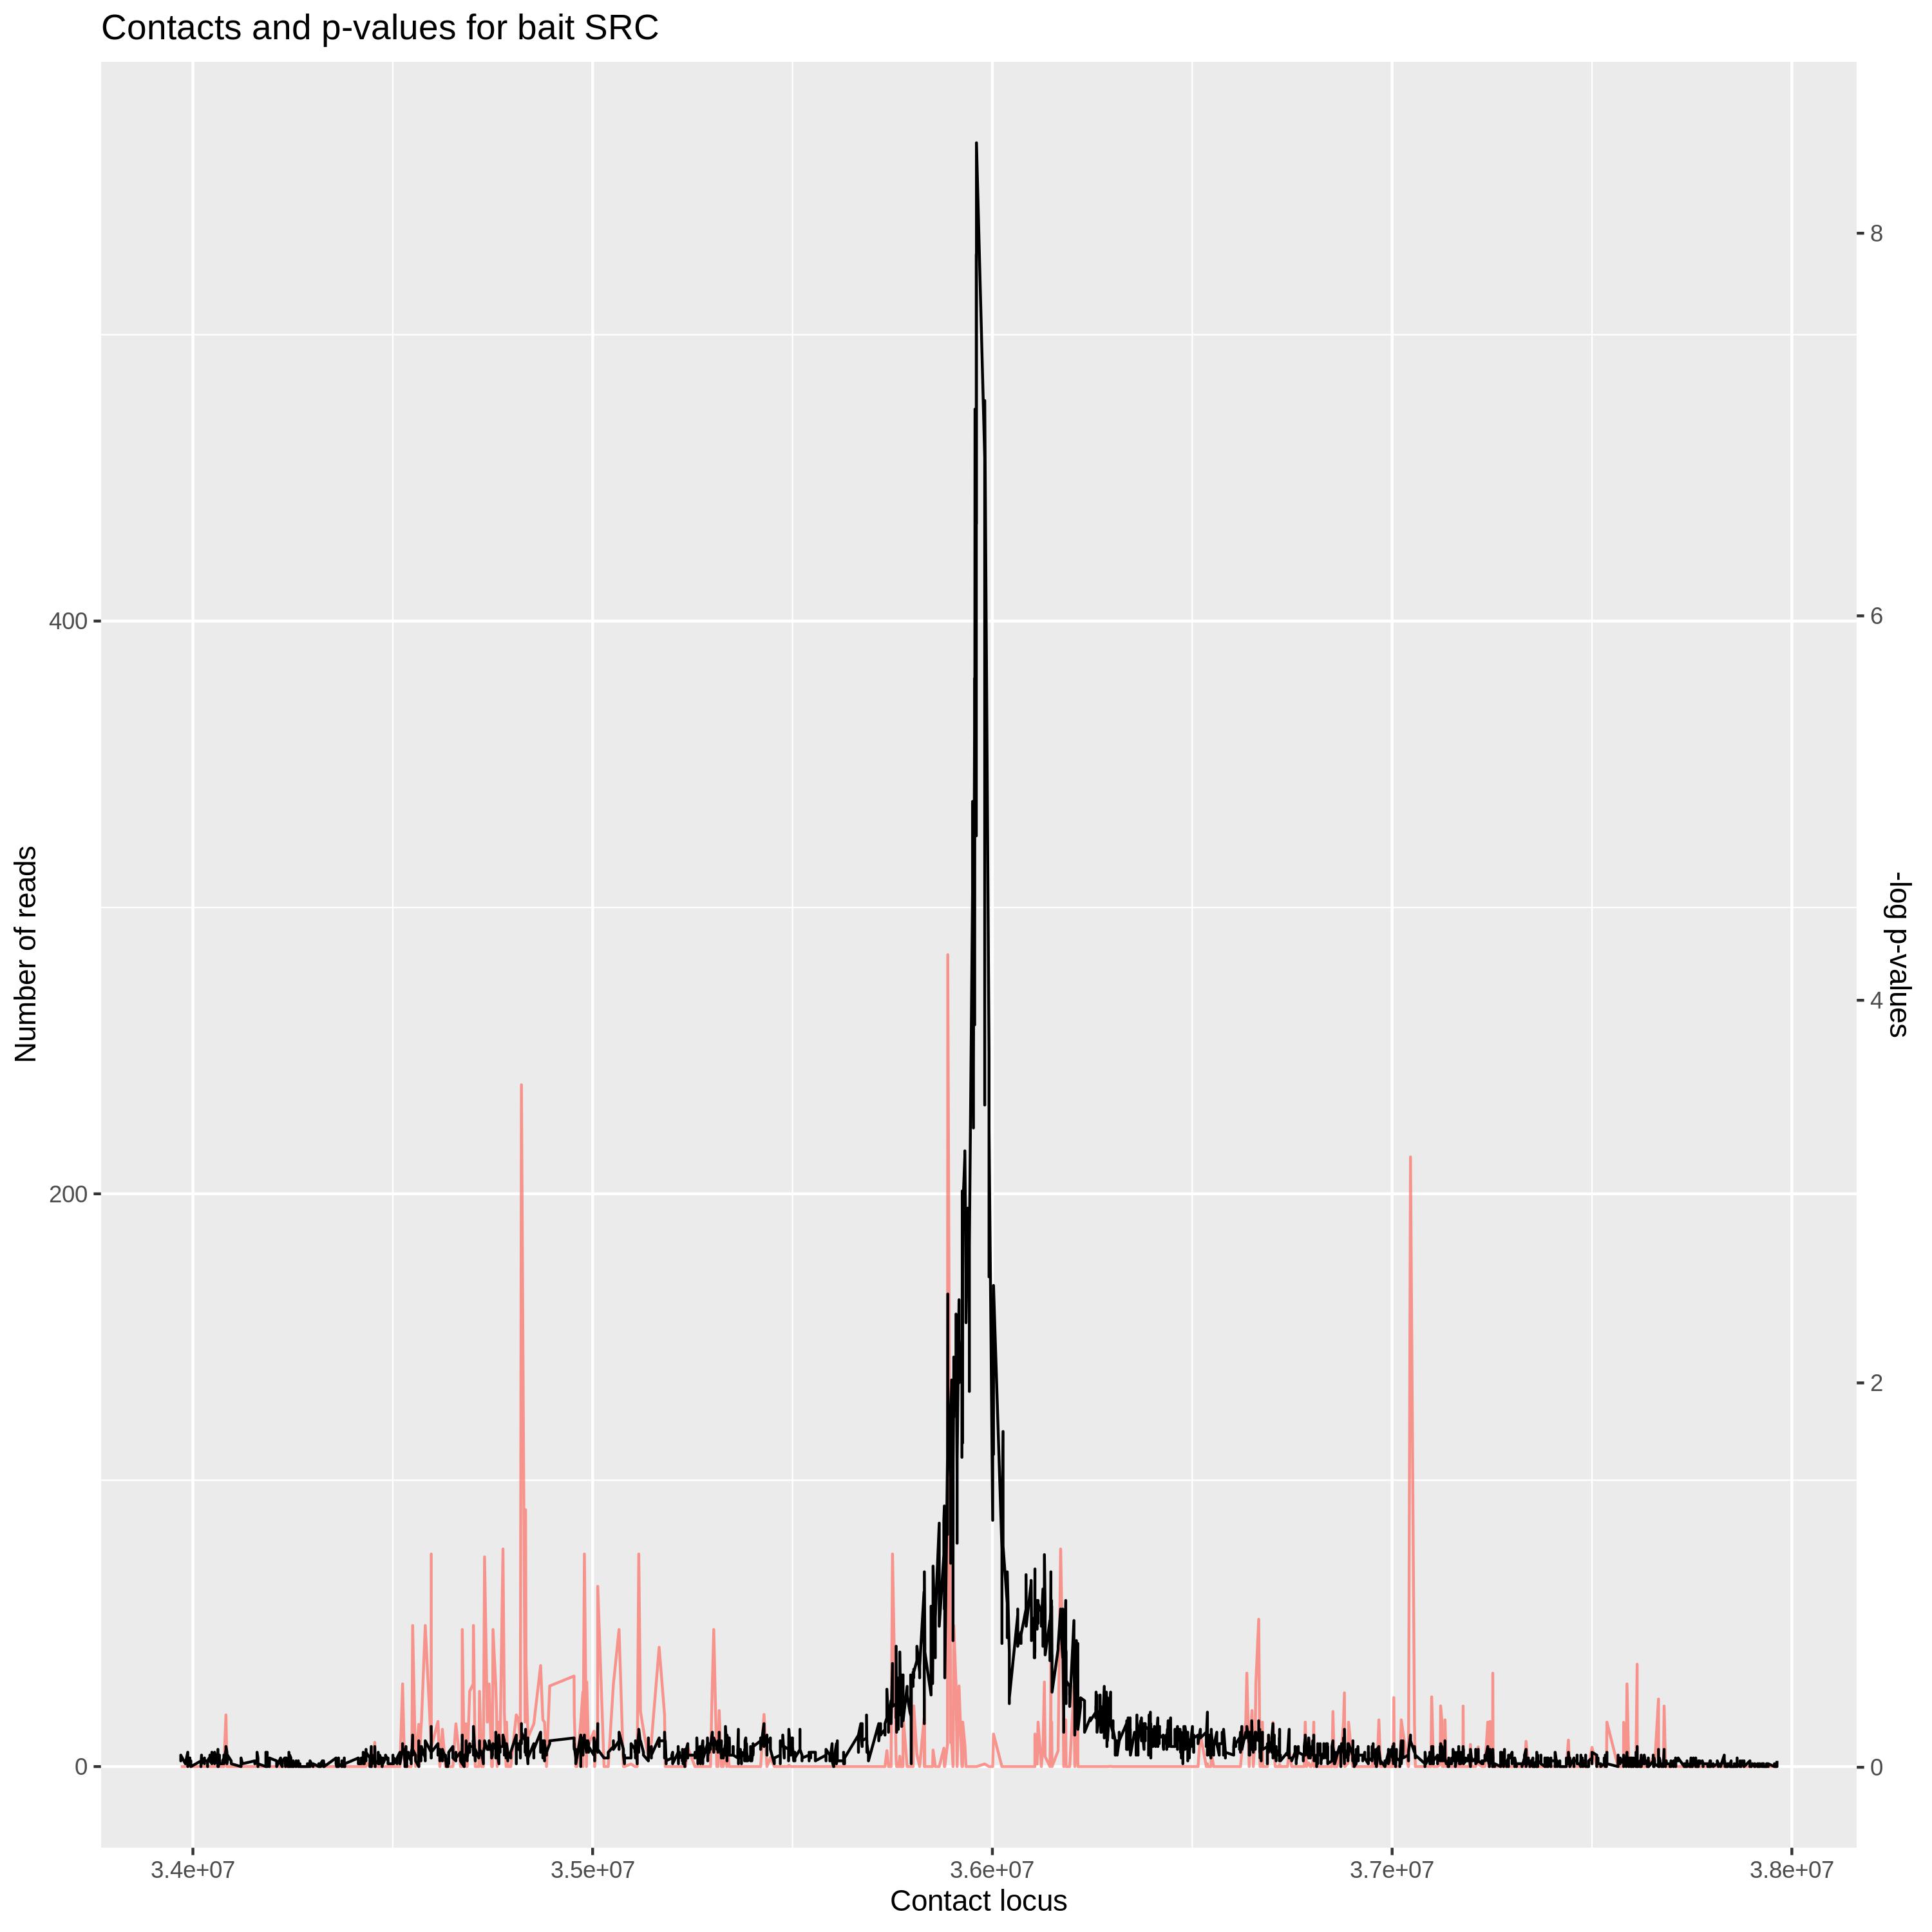 Contacts and p-values for bait SRC
Number of reads
400
200
0
8
6
4
2
0
-log p-values
3.4e+07 3.5e+07 3.6e+07 3.7e+07 3.8e+07
Contact locus